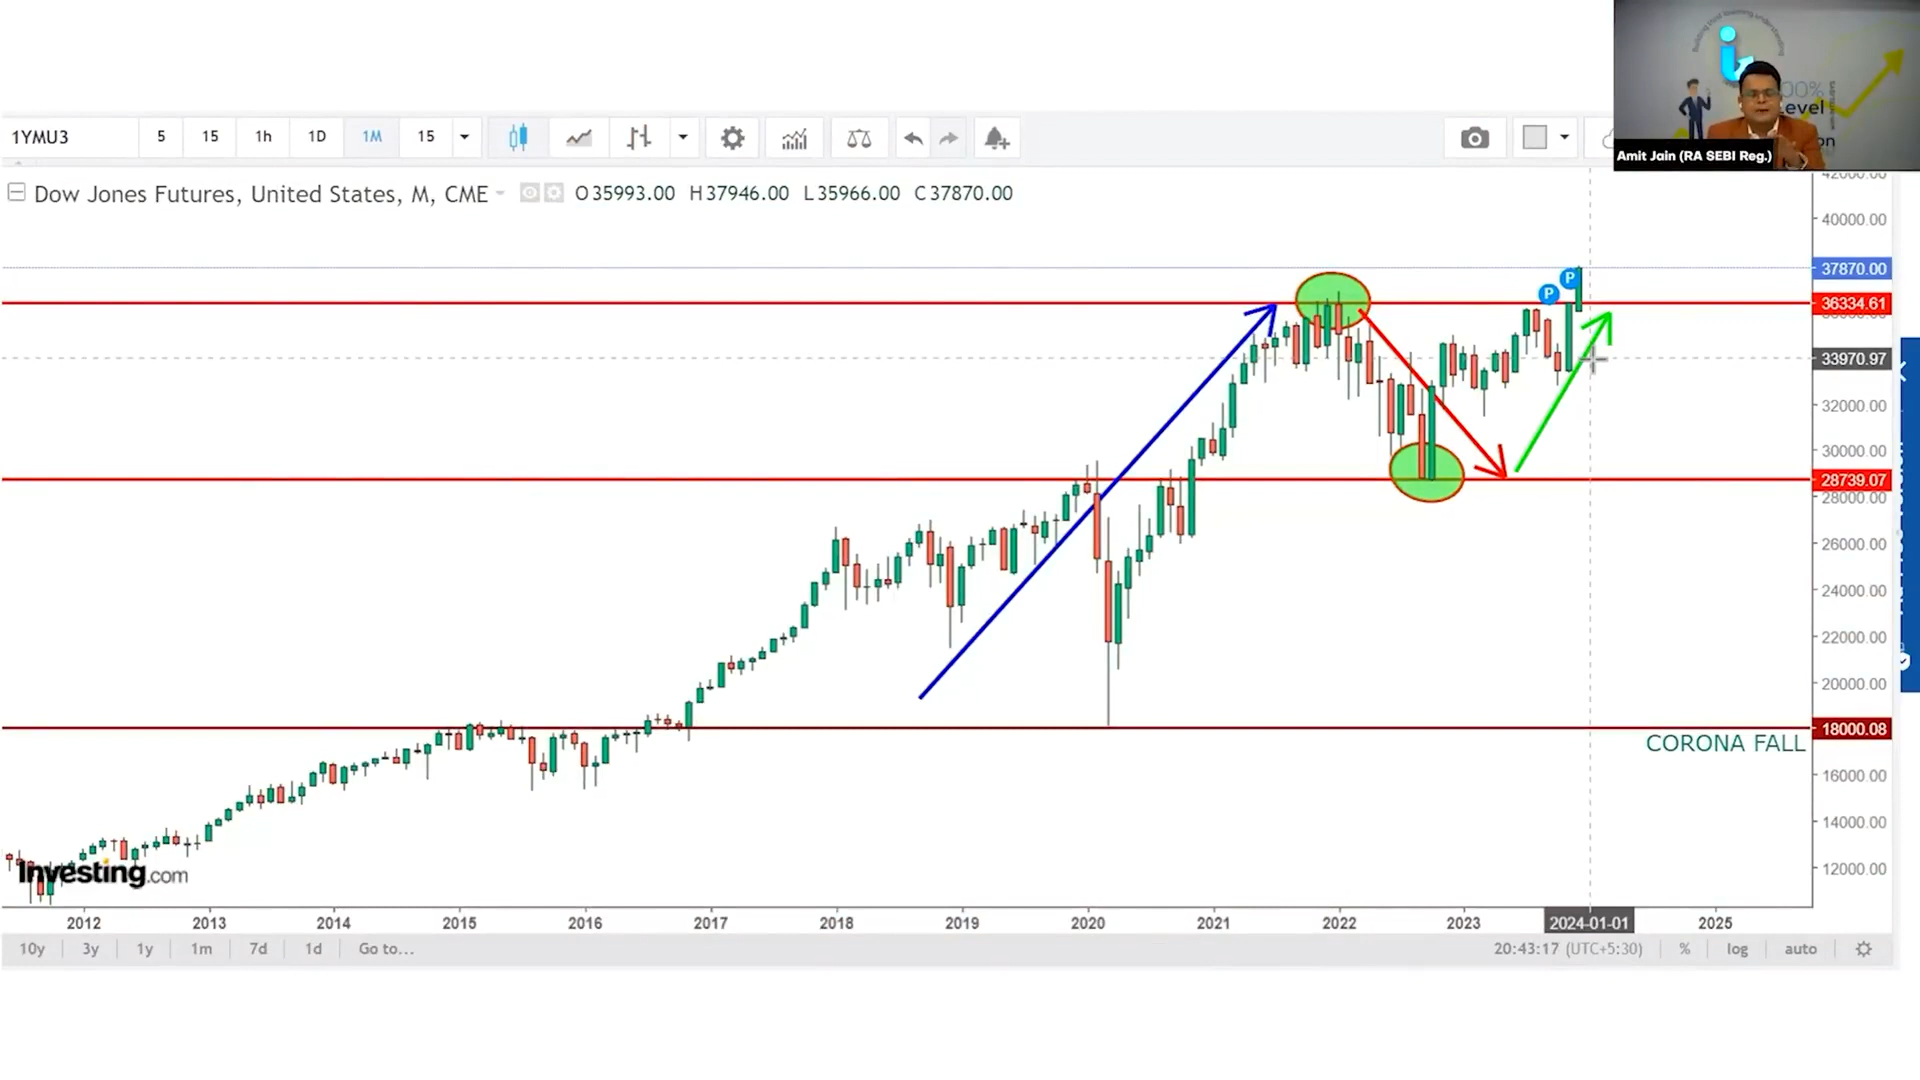 1YMU3 5 15 1h 1D 1M 15
Dow Jones Futures, United States, M, CME O35993.00 H37946.00 L35966.00 C37870.00
Level
Amit Jain (RA SEBI Reg.)
42000.00
40000.00
37870.00
P
P
36334.61
33970.97
32000.00
30000.00
28739.07
28000.00
26000.00
24000.00
22000.00
20000.00
18000.08
CORONA FALL
16000.00
14000.00
12000.00
Investing.com
2012 2013 2014 2015 2016 2017 2018 2019 2020 2021 2022 2023 2024-01-01 2025
10y 3y 1y 1m 7d 1d Go to... 20:43:17 (UTC+5:30) % log auto